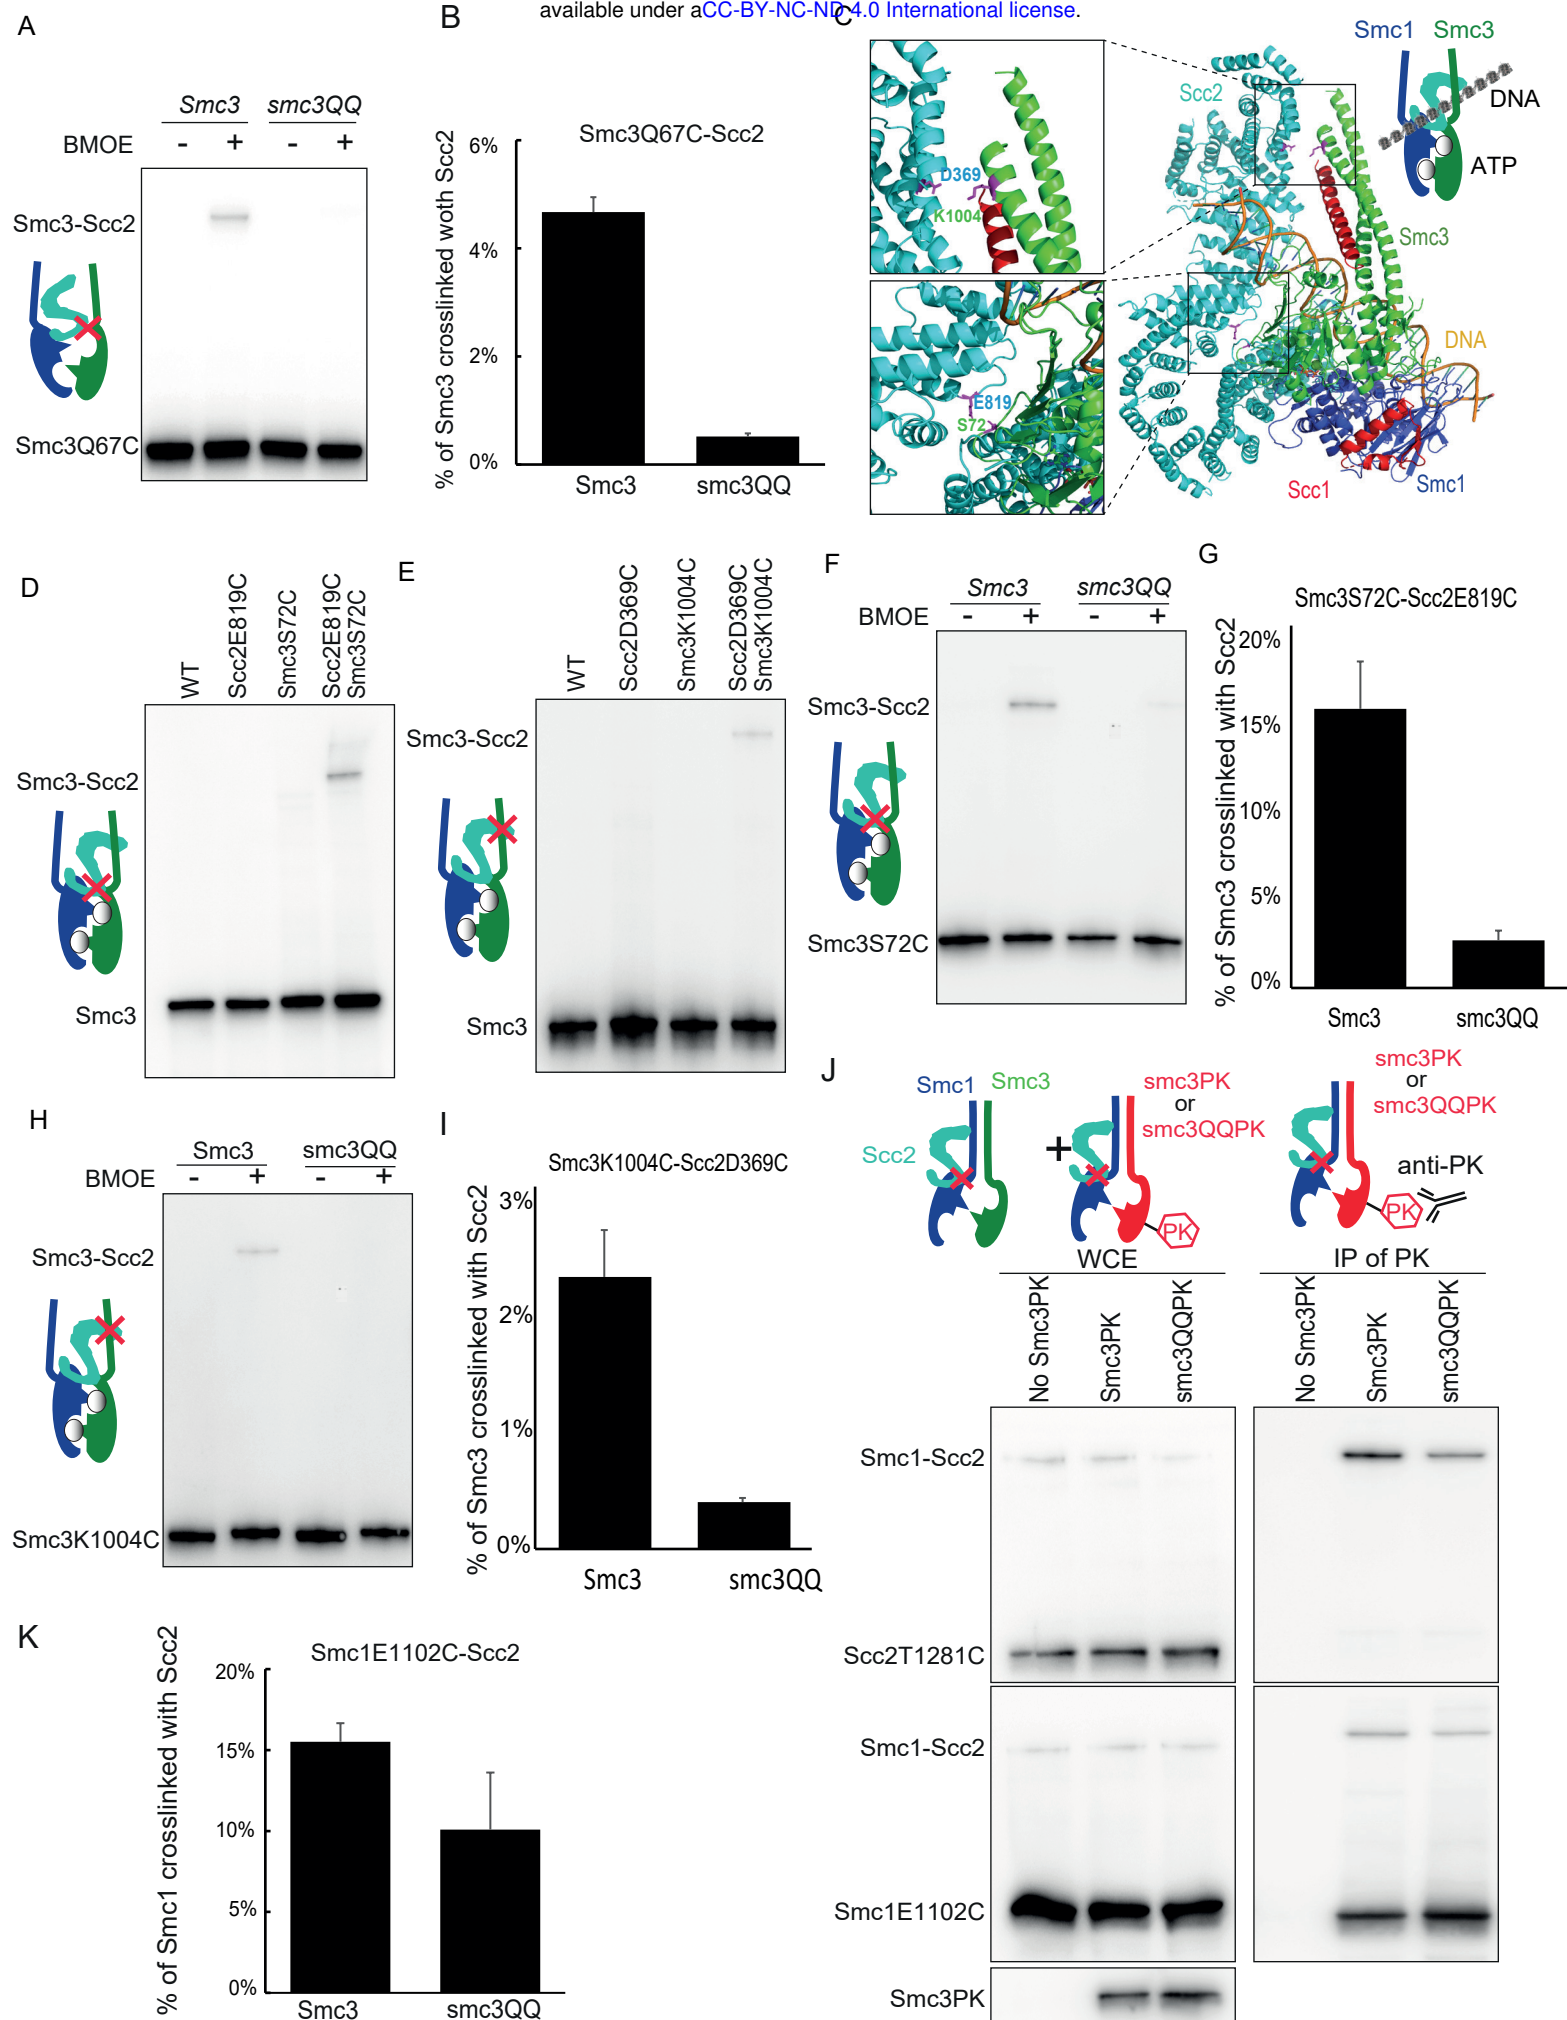 available under aCC-BY-NC-ND 4.0 International license.
A
Smc3 smc3QQ
BMOE - + - +
Smc3-Scc2
Smc3Q67C
B
Smc3Q67C-Scc2
% of Smc3 crosslinked woth Scc2
6%
4%
2%
0%
Smc3 smc3QQ
C
D369
K1004
E819
S72
Scc2
Smc3
DNA
Scc1
Smc1
Smc1 Smc3
DNA
ATP
D
WT
Scc2E819C
Smc3S72C
Scc2E819C
Smc3S72C
Smc3-Scc2
Smc3
E
WT
Scc2D369C
Smc3K1004C
Scc2D369C
Smc3K1004C
Smc3-Scc2
Smc3
F
Smc3 smc3QQ
BMOE - + - +
Smc3-Scc2
Smc3S72C
G
Smc3S72C-Scc2E819C
% of Smc3 crosslinked with Scc2
20%
15%
10%
5%
0%
Smc3 smc3QQ
H
Smc3 smc3QQ
BMOE - + - +
Smc3-Scc2
Smc3K1004C
I
Smc3K1004C-Scc2D369C
% of Smc3 crosslinked with Scc2
3%
2%
1%
0%
Smc3 smc3QQ
J
Smc1 Smc3
Scc2
+
smc3PK
or
smc3QQPK
PK
smc3PK
or
smc3QQPK
anti-PK
PK
WCE
IP of PK
No Smc3PK
Smc3PK
smc3QQPK
No Smc3PK
Smc3PK
smc3QQPK
Smc1-Scc2
Scc2T1281C
Smc1-Scc2
Smc1E1102C
Smc3PK
K
Smc1E1102C-Scc2
% of Smc1 crosslinked with Scc2
20%
15%
10%
5%
0%
Smc3 smc3QQ